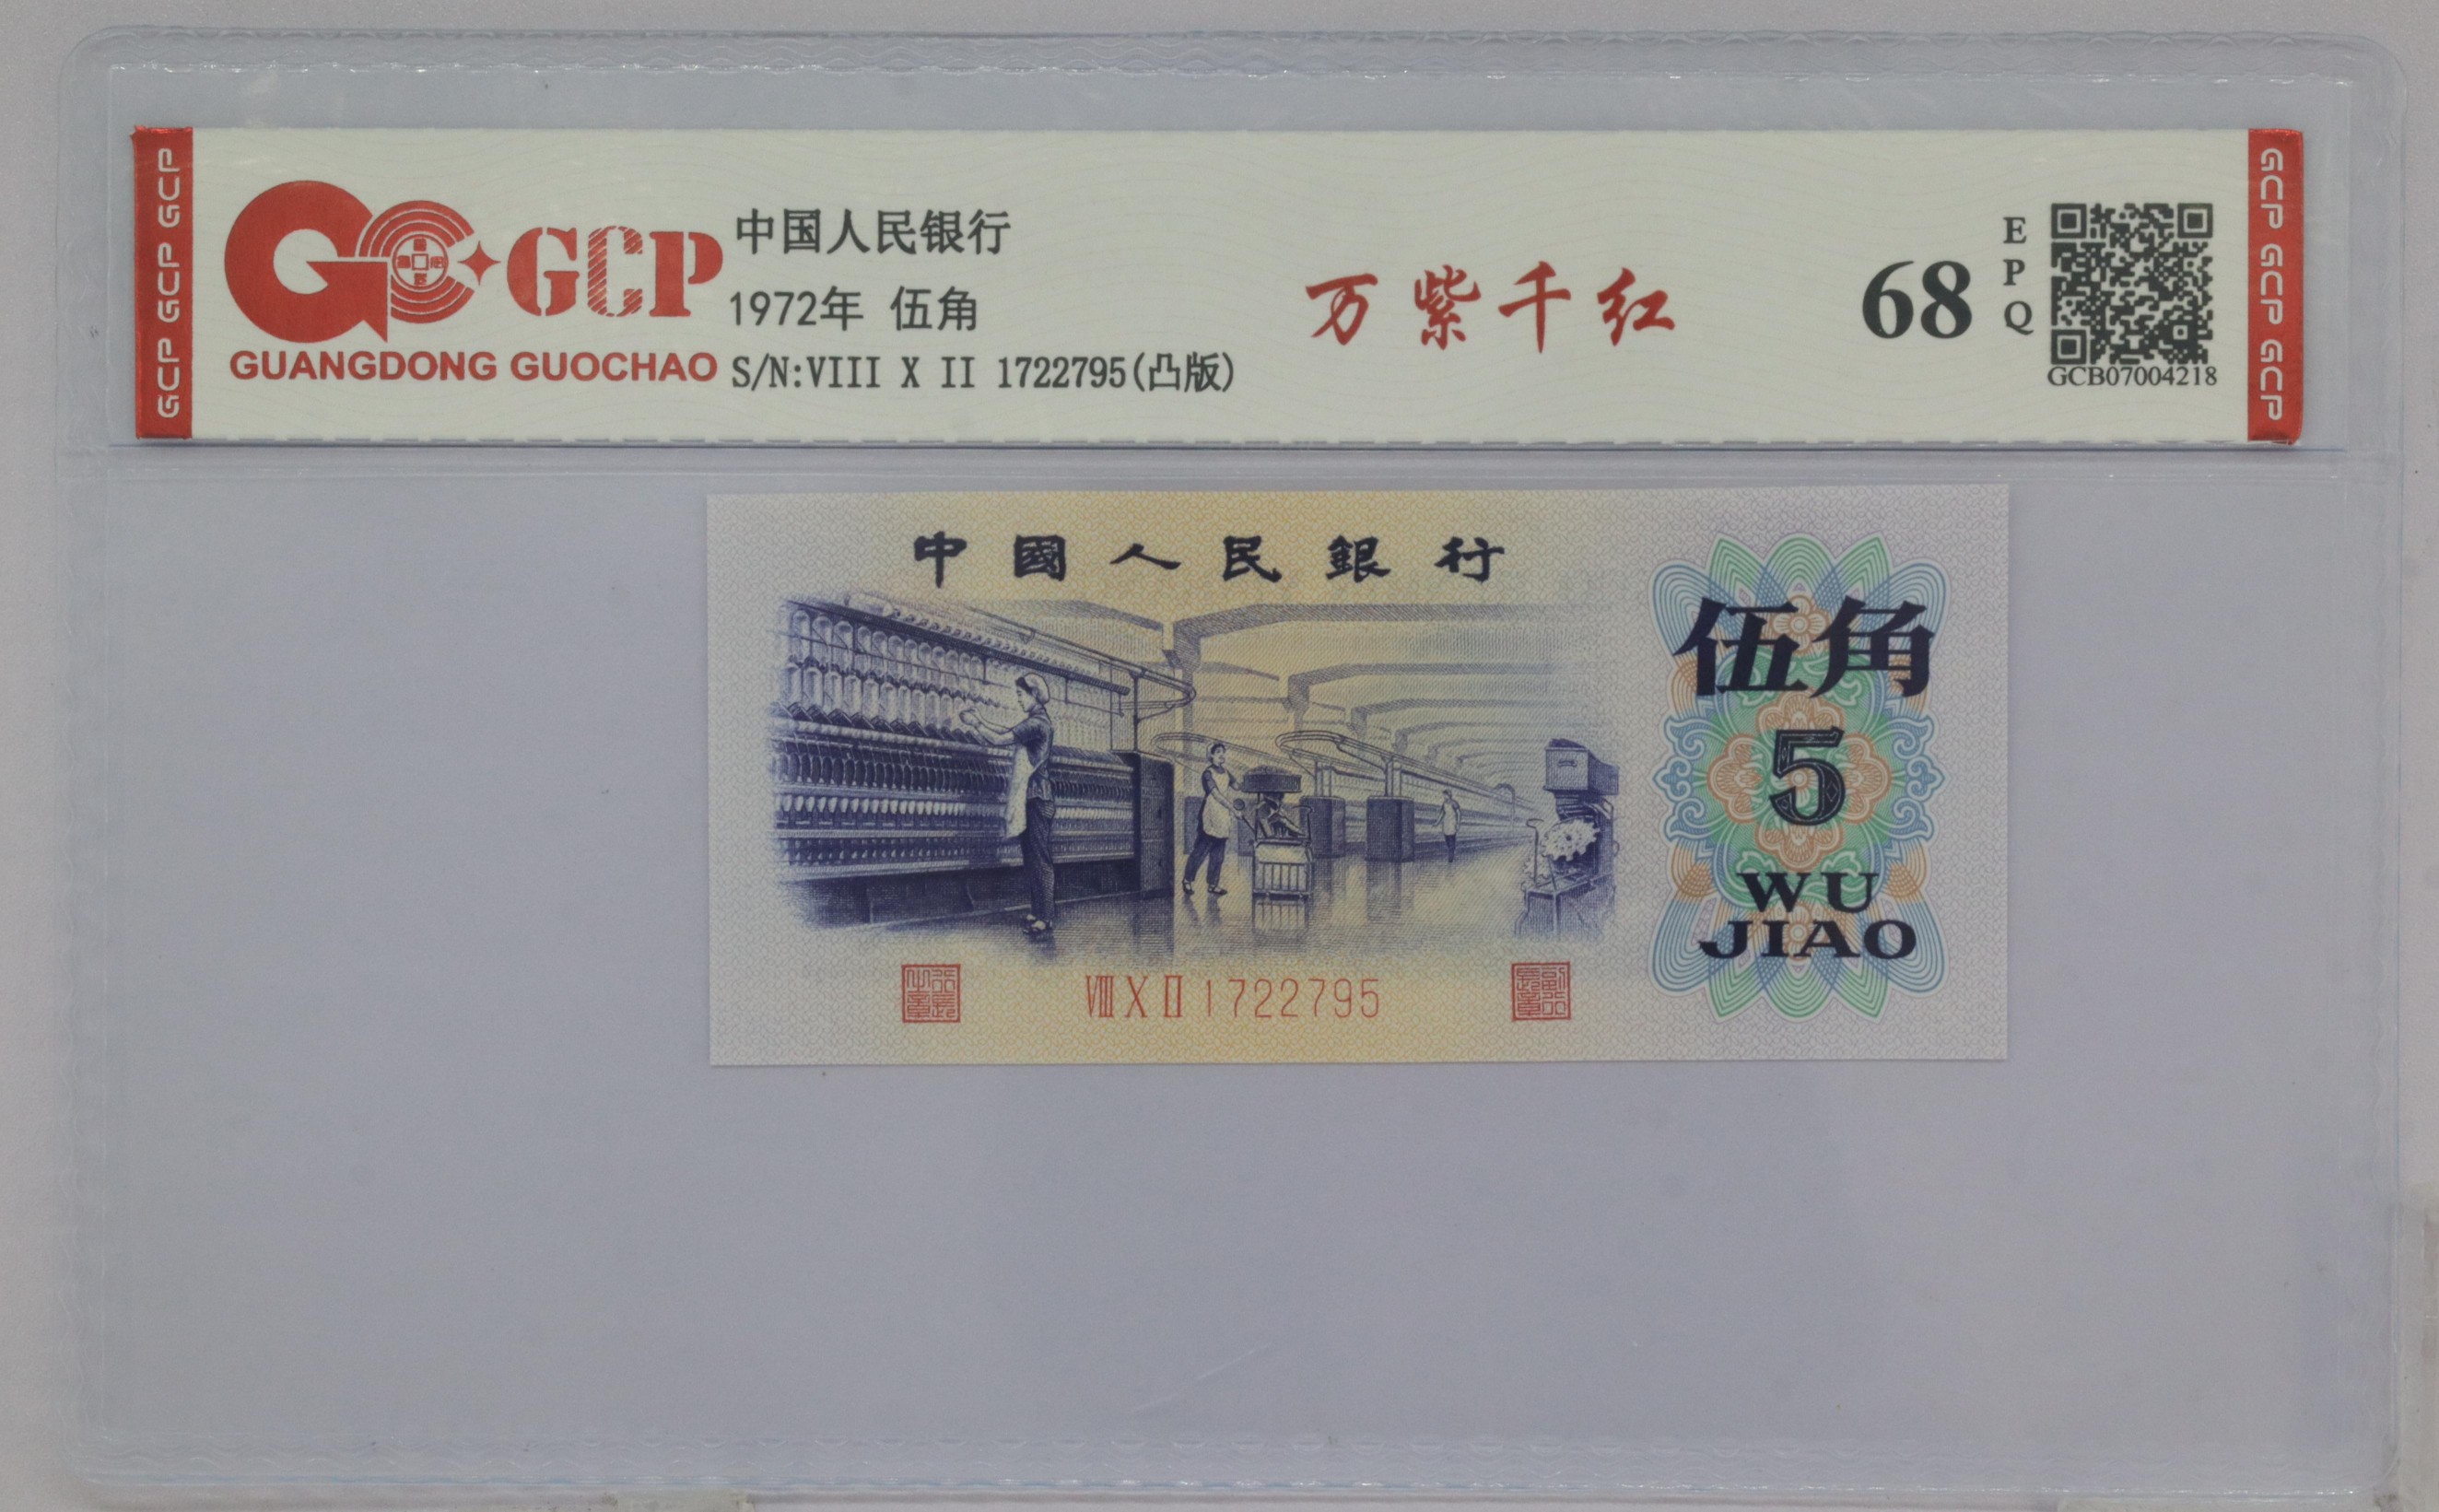 GCP GCP GCP
GCP
GUANGDONG GUOCHAO
中国人民银行
1972年 伍角
S/N:VIII X II 1722795(凸版)
万紫千红
68
EPQ
GCB07004218
GCP GCP GCP
中國人民銀行
伍角
5
WU
JIAO
VIII X II 1722795